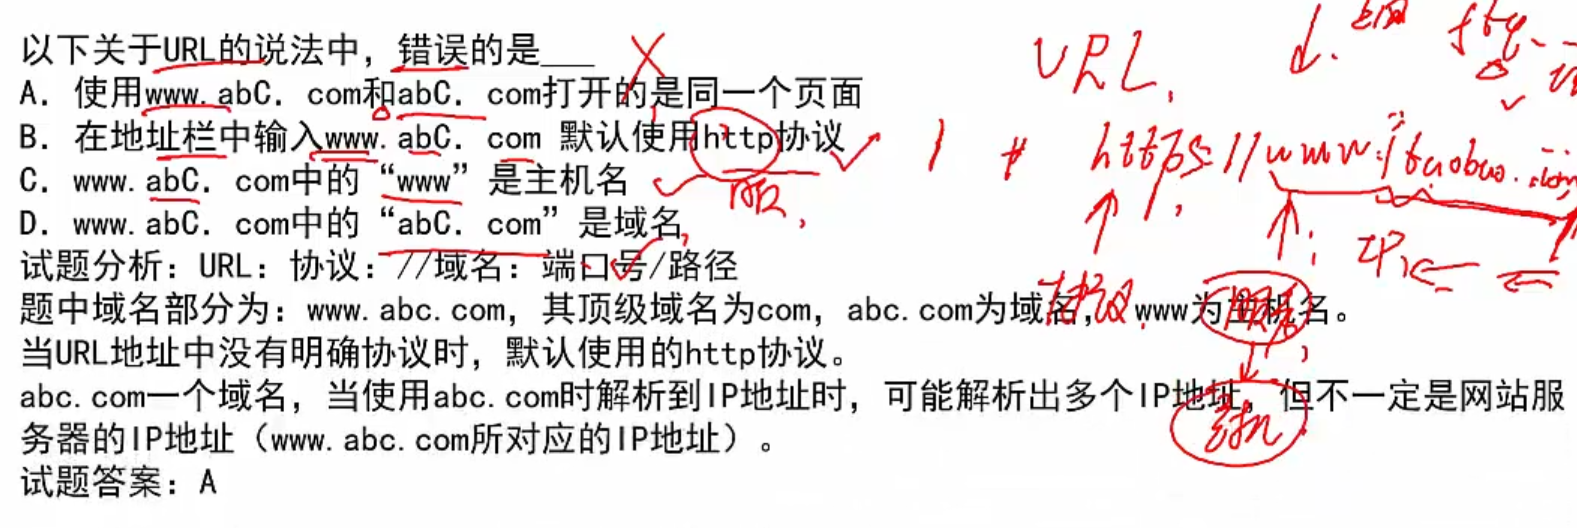 以下关于URL的说法中，错误的是___
A. 使用www.abC. com和abC. com打开的是同一个页面
B. 在地址栏中输入www.abC. com 默认使用http协议
C. www.abC. com中的“www”是主机名
D. www.abC. com中的“abC. com”是域名
试题分析：URL：协议：//域名：端口号/路径
题中域名部分为：www.abc.com，其顶级域名为com，abc.com为域名，www为主机名。
当URL地址中没有明确协议时，默认使用的http协议。
abc.com一个域名，当使用abc.com时解析到IP地址时，可能解析出多个IP地址，但不一定是网站服
务器的IP地址（www.abc.com所对应的IP地址）。
试题答案：A
URL
https://www.taobao.com
IP
协议